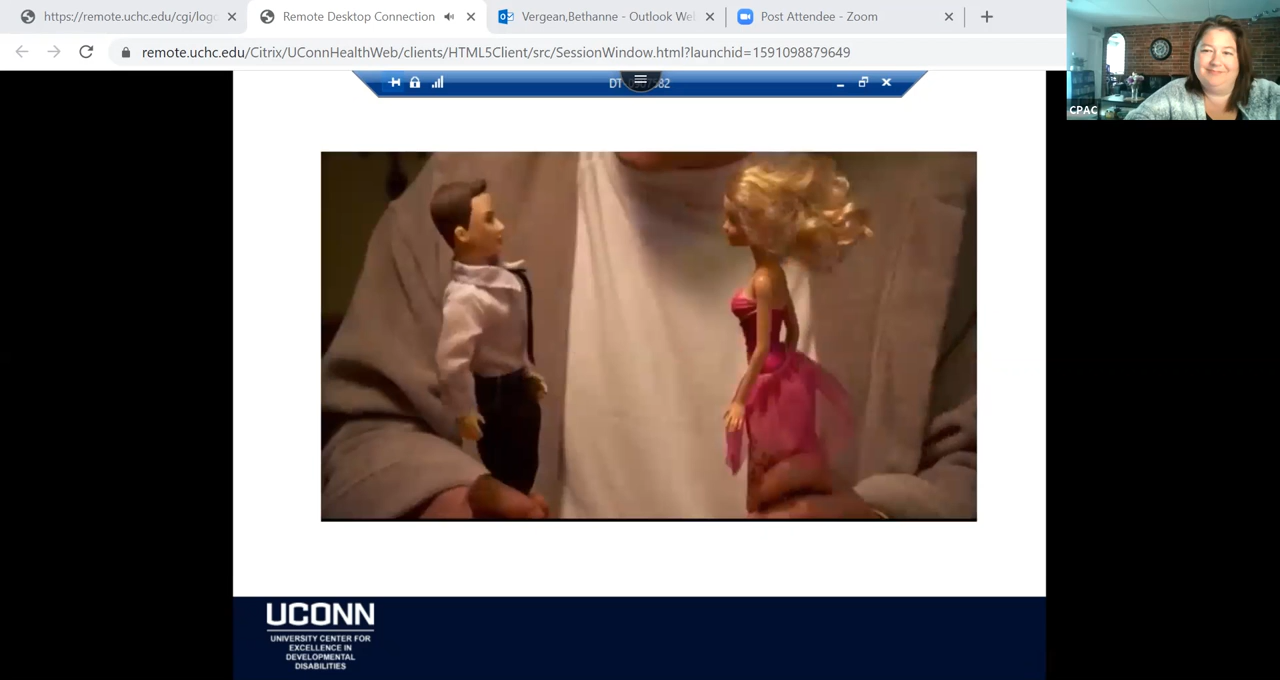 https://remote.uchc.edu/cgi/logo
Remote Desktop Connection
Vergean,Bethanne - Outlook We
Post Attendee - Zoom
remote.uchc.edu/Citrix/UConnHealthWeb/clients/HTML5Client/src/SessionWindow.html?launchid=1591098879649
CPAC
UCONN
UNIVERSITY CENTER FOR
EXCELLENCE IN
DEVELOPMENTAL
DISABILITIES